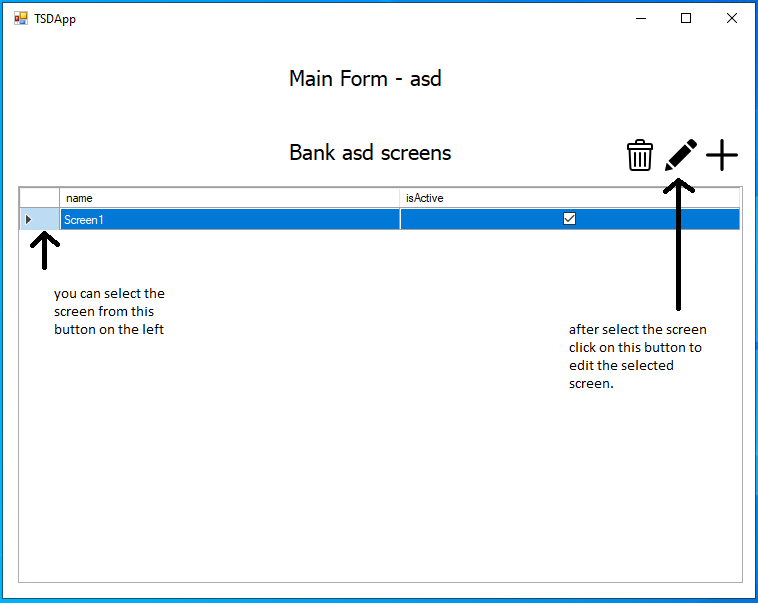 TSDApp
Main Form - asd
Bank asd screens
name isActive
Screen1
you can select the
screen from this
button on the left
after select the screen
click on this button to
edit the selected
screen.